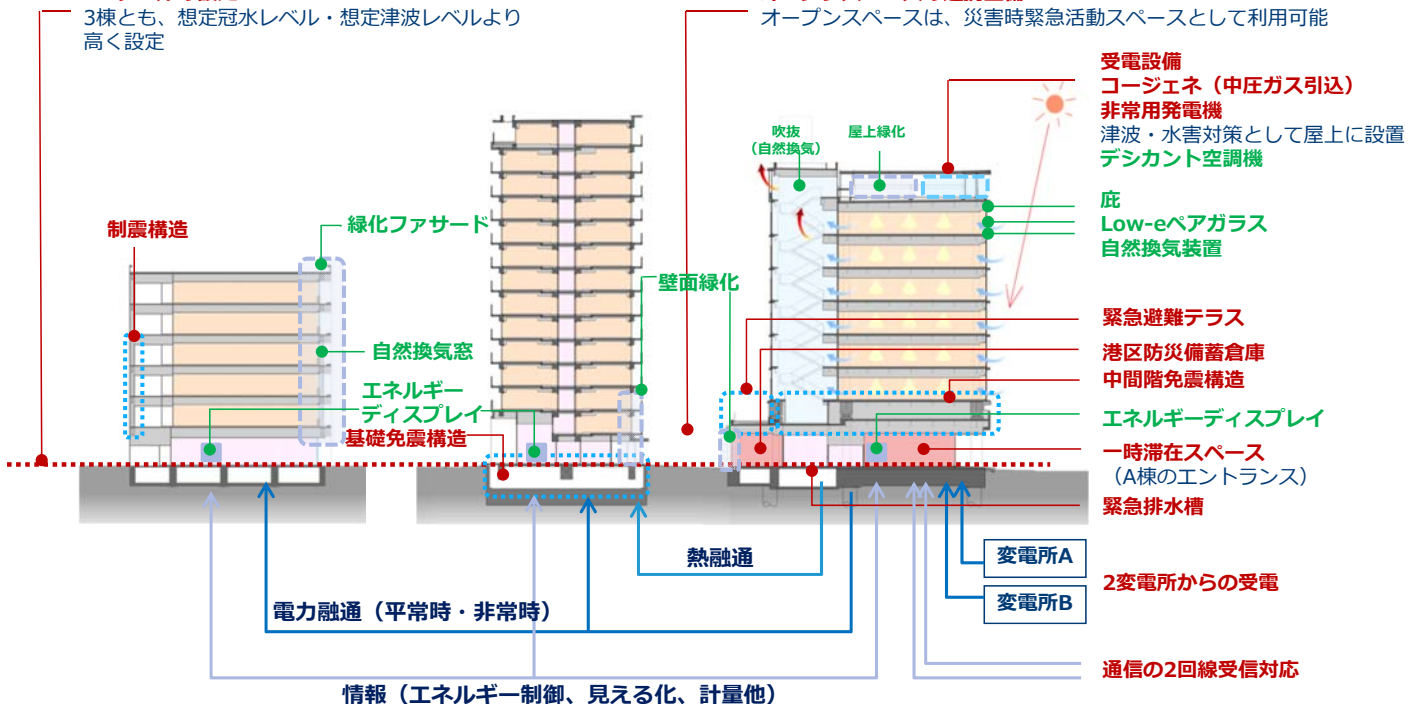 3棟とも、想定冠水レベル・想定津波レベルより
高く設定
オープンスペースは、災害時緊急活動スペースとして利用可能
受電設備
コージェネ（中圧ガス引込）
非常用発電機
津波・水害対策として屋上に設置
デシカント空調機
吹抜
（自然換気）
屋上緑化
庇
Low-eペアガラス
自然換気装置
制震構造
緑化ファサード
壁面緑化
自然換気窓
エネルギー
ディスプレイ
基礎免震構造
緊急避難テラス
港区防災備蓄倉庫
中間階免震構造
エネルギーディスプレイ
一時滞在スペース
（A棟のエントランス）
緊急排水槽
熱融通
変電所A
変電所B
2変電所からの受電
電力融通（平常時・非常時）
通信の2回線受信対応
情報（エネルギー制御、見える化、計量他）